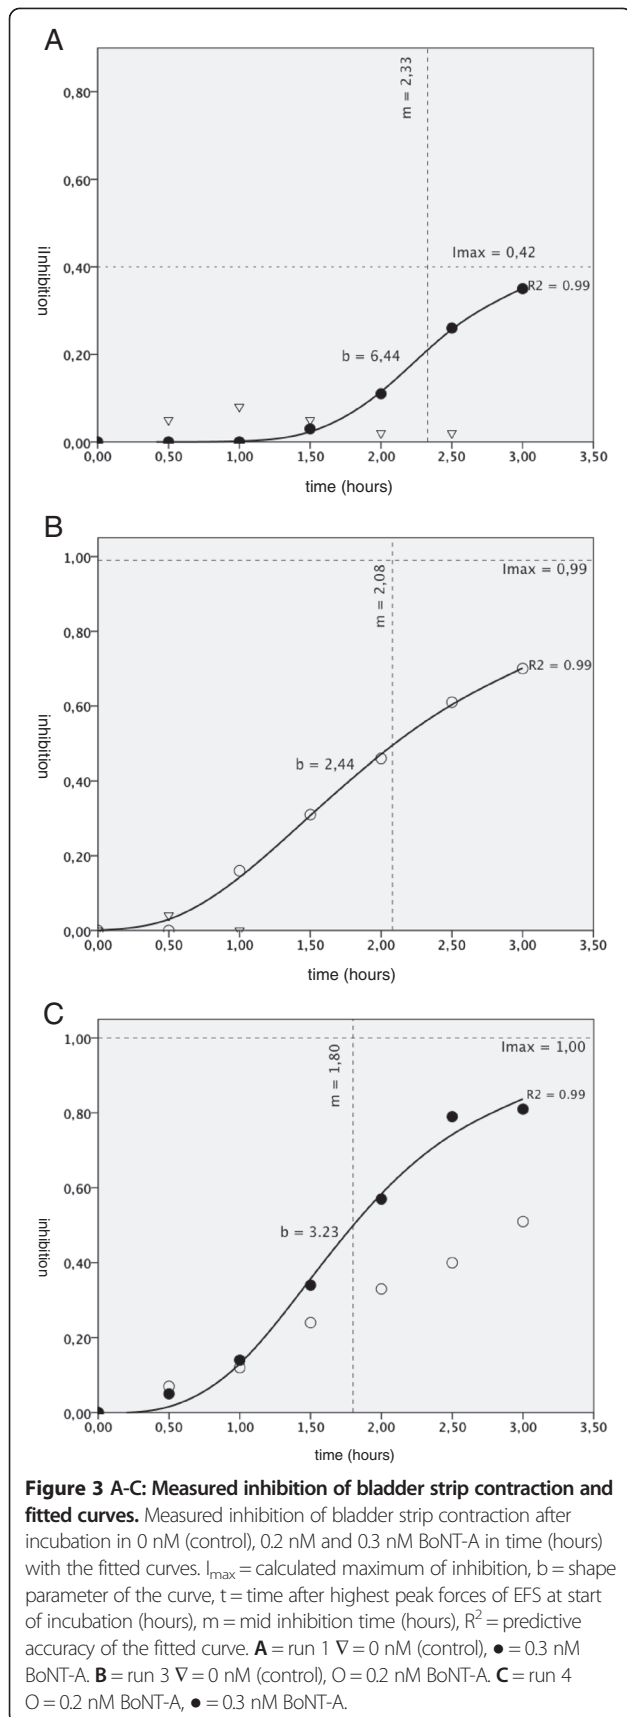 A
m = 2,33
0,80
0,60
Imax = 0,42
0,40
R2 = 0.99
iInhibition
b = 6,44
0,20
0,00
0,00 0,50 1,00 1,50 2,00 2,50 3,00 3,50
time (hours)
B
1,00
Imax = 0,99
m = 2,08
0,80
R2 = 0.99
0,60
inhibition
b = 2,44
0,40
0,20
0,00
0,00 0,50 1,00 1,50 2,00 2,50 3,00 3,50
time (hours)
C
1,00
Imax = 1,00
m = 1,80
R2 = 0.99
0,80
0,60
b = 3.23
inhibition
0,40
0,20
0,00
0,00 0,50 1,00 1,50 2,00 2,50 3,00 3,50
time (hours)
Figure 3 A-C: Measured inhibition of bladder strip contraction and
fitted curves. Measured inhibition of bladder strip contraction after
incubation in 0 nM (control), 0.2 nM and 0.3 nM BoNT-A in time (hours)
with the fitted curves. Imax = calculated maximum of inhibition, b = shape
parameter of the curve, t = time after highest peak forces of EFS at start
of incubation (hours), m = mid inhibition time (hours), R² = predictive
accuracy of the fitted curve. A = run 1 ∇ = 0 nM (control), ● = 0.3 nM
BoNT-A. B = run 3 ∇ = 0 nM (control), O = 0.2 nM BoNT-A. C = run 4
O = 0.2 nM BoNT-A, ● = 0.3 nM BoNT-A.